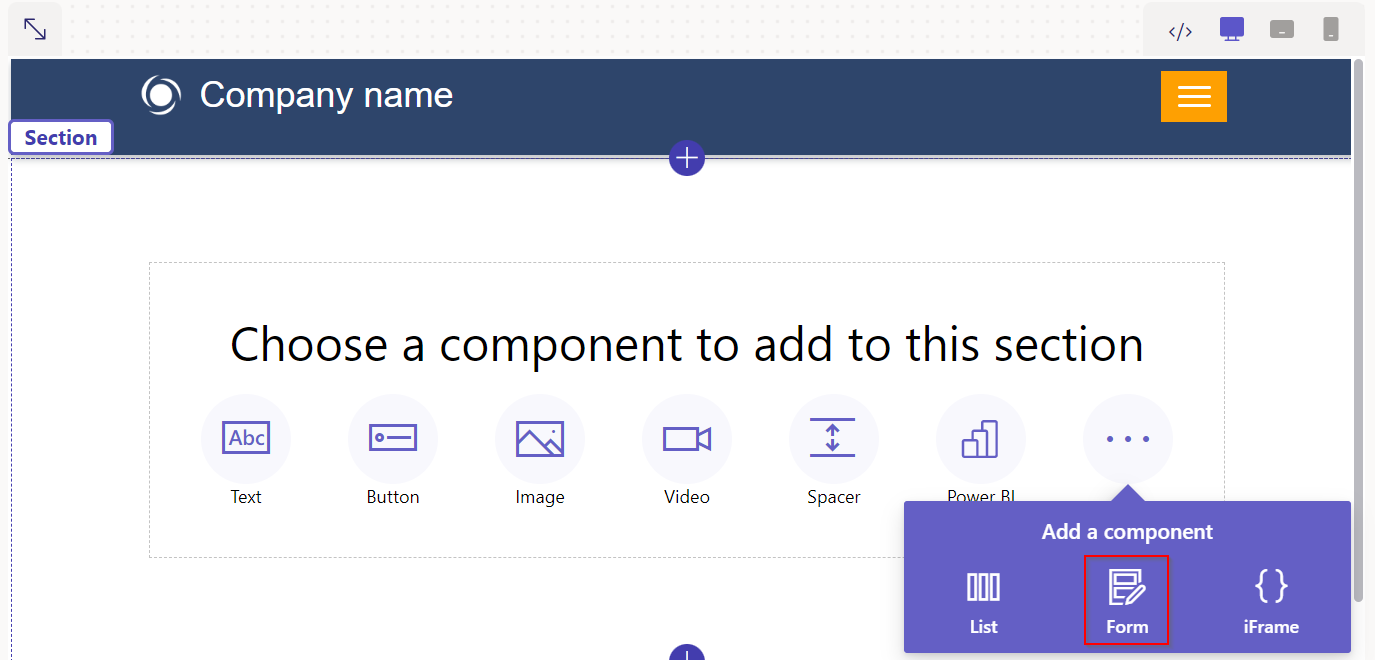 </>
Company name
Section
Choose a component to add to this section
Abc
Text
Button
Image
Video
Spacer
Power BI
Add a component
List
Form
{ }
iFrame